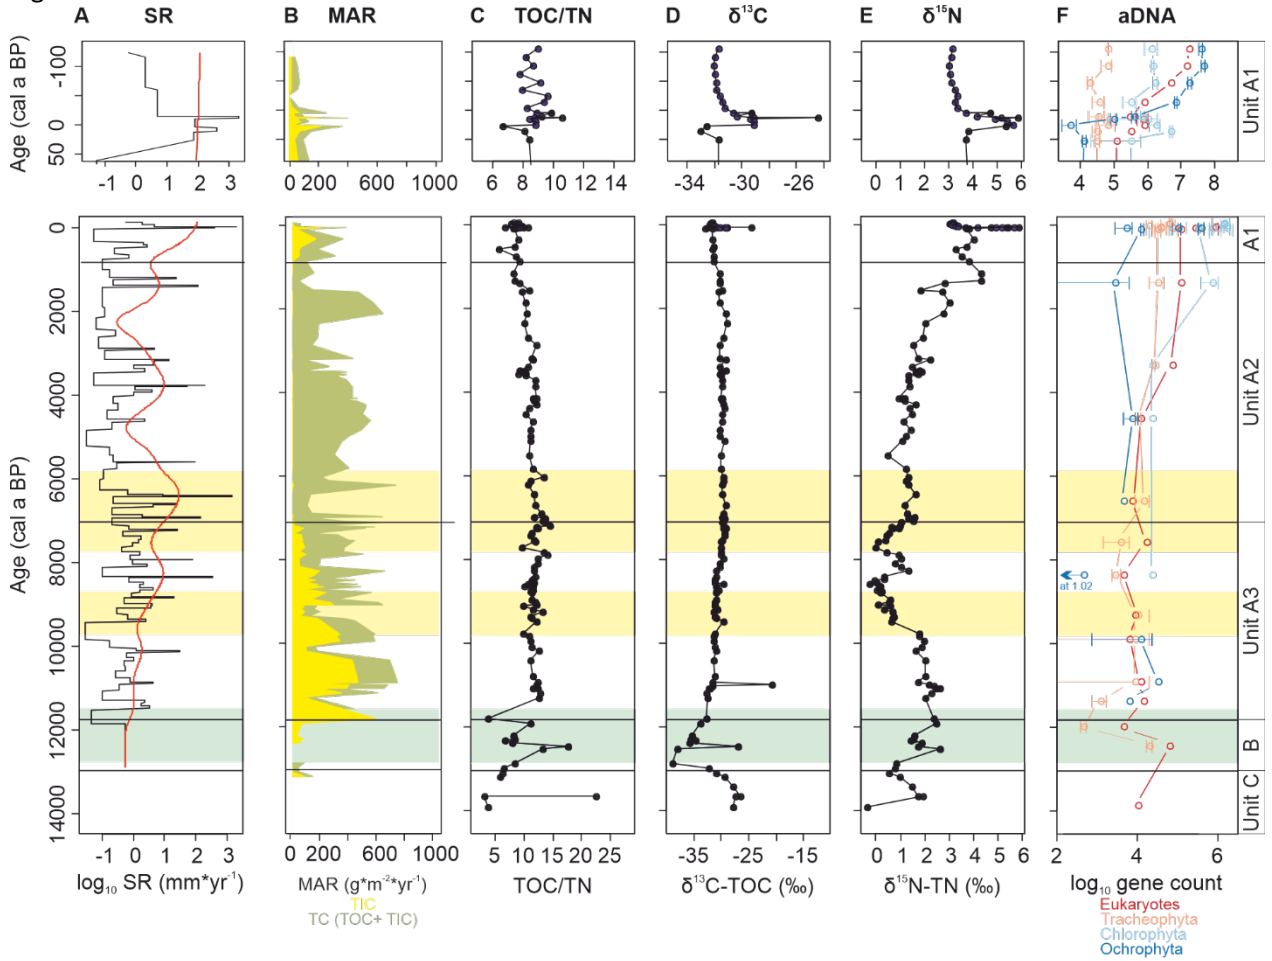 A SR B MAR C TOC/TN D δ¹³C E δ¹⁵N F aDNA
Age (cal a BP)
-100
0
50
Unit A1
-1 0 1 2 3
0 200 400 600 1000
6 8 10 12 14
-34 -30 -26
0 1 2 3 4 5 6
4 5 6 7 8
Age (cal a BP)
0
2000
4000
6000
8000
10000
12000
14000
at 1.02
A1
Unit A2
Unit A3
B
Unit C
-1 0 1 2 3
0 200 600 1000
5 10 15 20 25
-35 -25 -15
0 1 2 3 4 5 6
2 4 6
log₁₀ SR (mm*yr⁻¹)
MAR (g*m⁻²*yr⁻¹)
TIC
TC (TOC+ TIC)
TOC/TN
δ¹³C-TOC (‰)
δ¹⁵N-TN (‰)
log₁₀ gene count
Eukaryotes
Tracheophyta
Chlorophyta
Ochrophyta